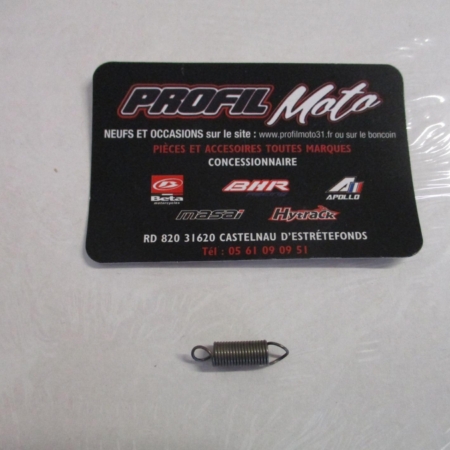 PROFIL Moto
NEUFS ET OCCASIONS sur le site : www.profilmoto31.fr ou sur le boncoin
PIÈCES ET ACCESOIRES TOUTES MARQUES
CONCESSIONNAIRE
Beta BHR APOLLO
masai Hytrack
RD 820 31620 CASTELNAU D'ESTRÉTEFONDS
Tél : 05 61 09 09 51